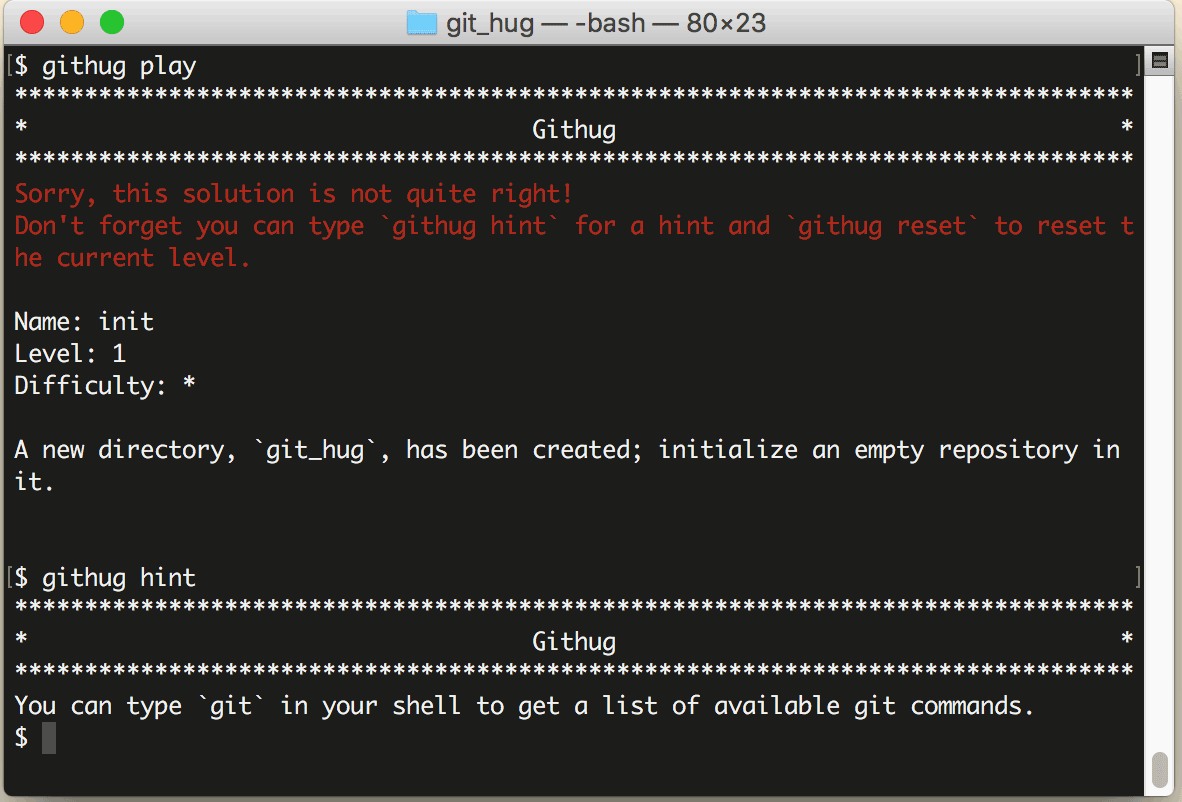 git_hug — -bash — 80×23
[$ githug play ]
********************************************************************************
* Githug *
********************************************************************************
Sorry, this solution is not quite right!
Don't forget you can type `githug hint` for a hint and `githug reset` to reset t
he current level.
Name: init
Level: 1
Difficulty: *
A new directory, `git_hug`, has been created; initialize an empty repository in
it.
[$ githug hint ]
********************************************************************************
* Githug *
********************************************************************************
You can type `git` in your shell to get a list of available git commands.
$